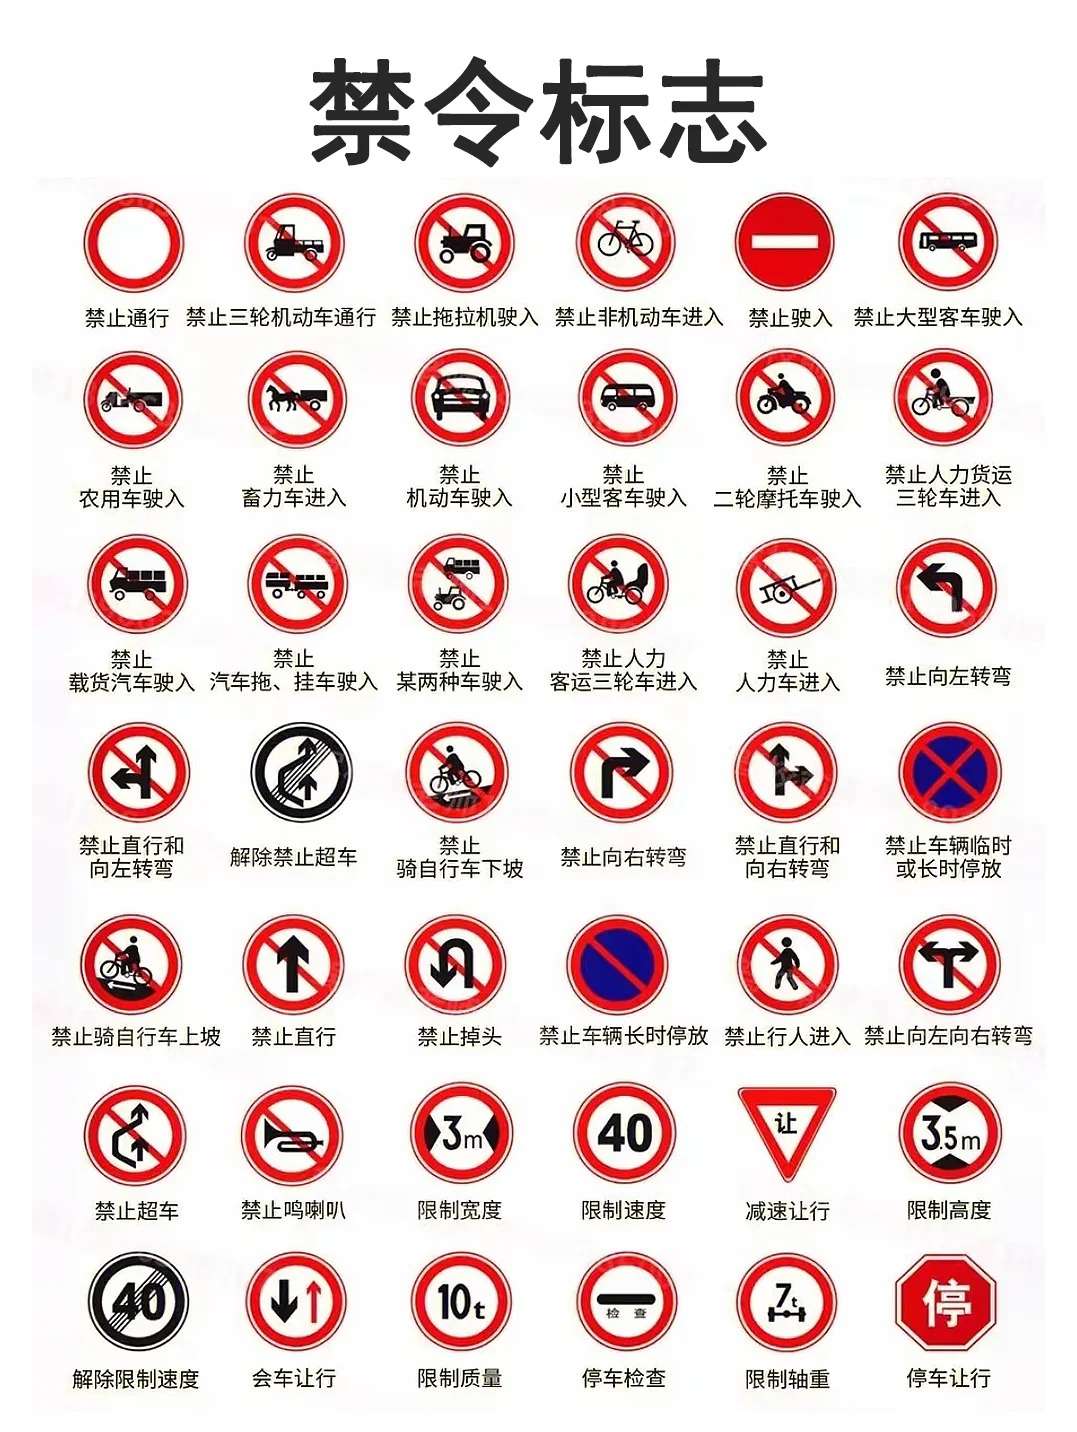 禁令标志
禁止通行 禁止三轮机动车通行 禁止拖拉机驶入 禁止非机动车进入 禁止驶入 禁止大型客车驶入
禁止 禁止 禁止 禁止 禁止 禁止人力货运
农用车驶入 畜力车进入 机动车驶入 小型客车驶入 二轮摩托车驶入 三轮车进入
禁止 禁止 禁止 禁止人力 禁止
载货汽车驶入 汽车拖、挂车驶入 某两种车驶入 客运三轮车进入 人力车进入 禁止向左转弯
禁止直行和 解除禁止超车 禁止 禁止向右转弯 禁止直行和 禁止车辆临时
向左转弯 骑自行车下坡 向右转弯 或长时停放
禁止骑自行车上坡 禁止直行 禁止掉头 禁止车辆长时停放 禁止行人进入 禁止向左向右转弯
3m 40 让 3.5m
禁止超车 禁止鸣喇叭 限制宽度 限制速度 减速让行 限制高度
40 10t 检 查 7t 停
解除限制速度 会车让行 限制质量 停车检查 限制轴重 停车让行